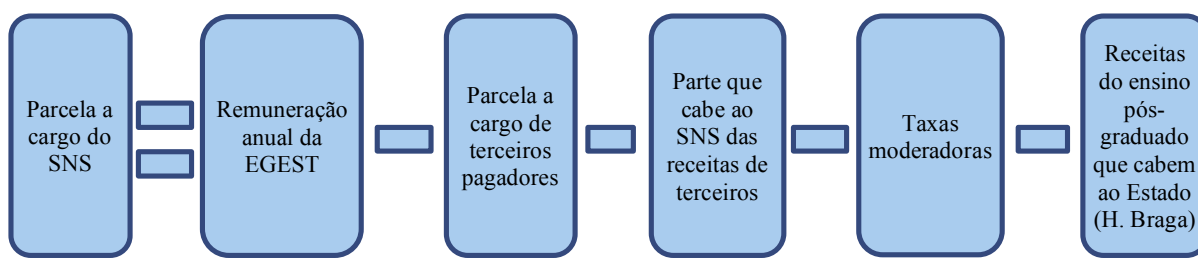 Parcela a
cargo do
SNS
Remuneração
anual da
EGEST
Parcela a
cargo de
terceiros
pagadores
Parte que
cabe ao
SNS das
receitas de
terceiros
Taxas
moderadoras
Receitas
do ensino
pós-
graduado
que cabem
ao Estado
(H. Braga)